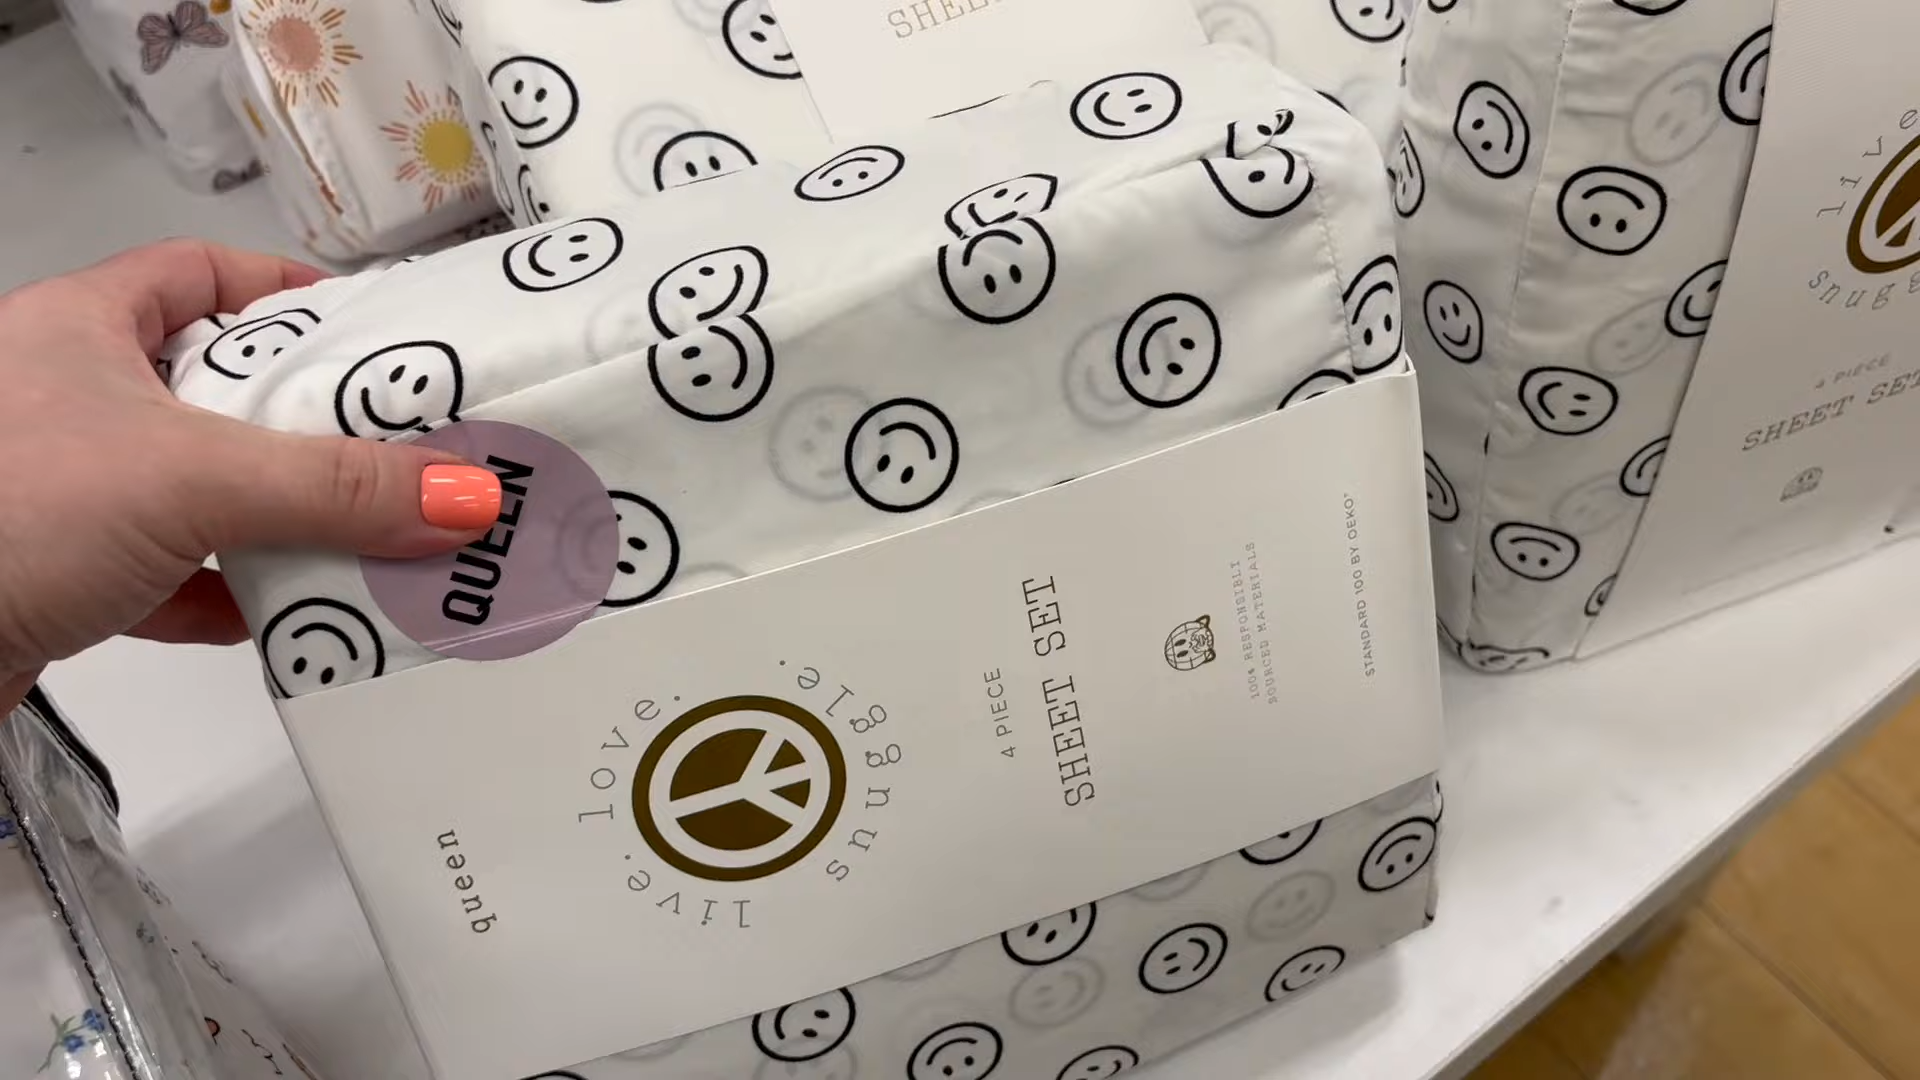 SHEE
QUEEN
queen
live. love. snuggle.
4 PIECE
SHEET SET
100% RESPONSIBLY
SOURCED MATERIALS
STANDARD 100 BY OEKO
live
snugg
4 PIECE
SHEET SET